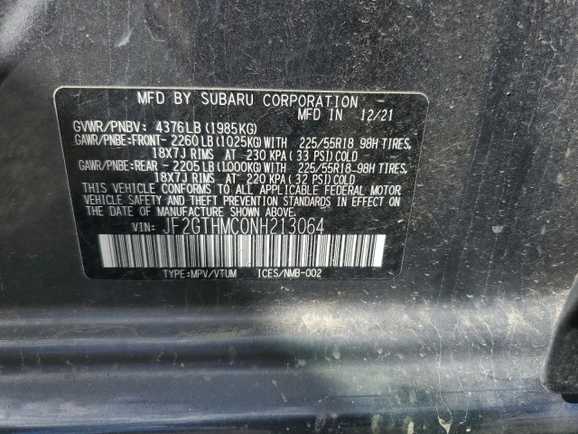 MFD BY SUBARU CORPORATION
MFD IN 12/21
GVWR/PNBV: 4376LB(1985KG)
GAWR/PNBE:FRONT- 2260LB(1025KG)WITH 225/55R18 98H TIRES,
18X7J RIMS AT 230 KPA( 33 PSI)COLD
GAWR/PNBE:REAR - 2205LB(1000KG)WITH 225/55R18 98H TIRES,
18X7J RIMS AT 220 KPA( 32 PSI)COLD
THIS VEHICLE CONFORMS TO ALL APPLICABLE FEDERAL MOTOR
VEHICLE SAFETY AND THEFT PREVENTION STANDARDS IN EFFECT
ON THE DATE OF MANUFACTURE SHOWN ABOVE.
VIN: JF2GTHMC0NH213064
TYPE:MPV/VTUM ICES/NMB-002